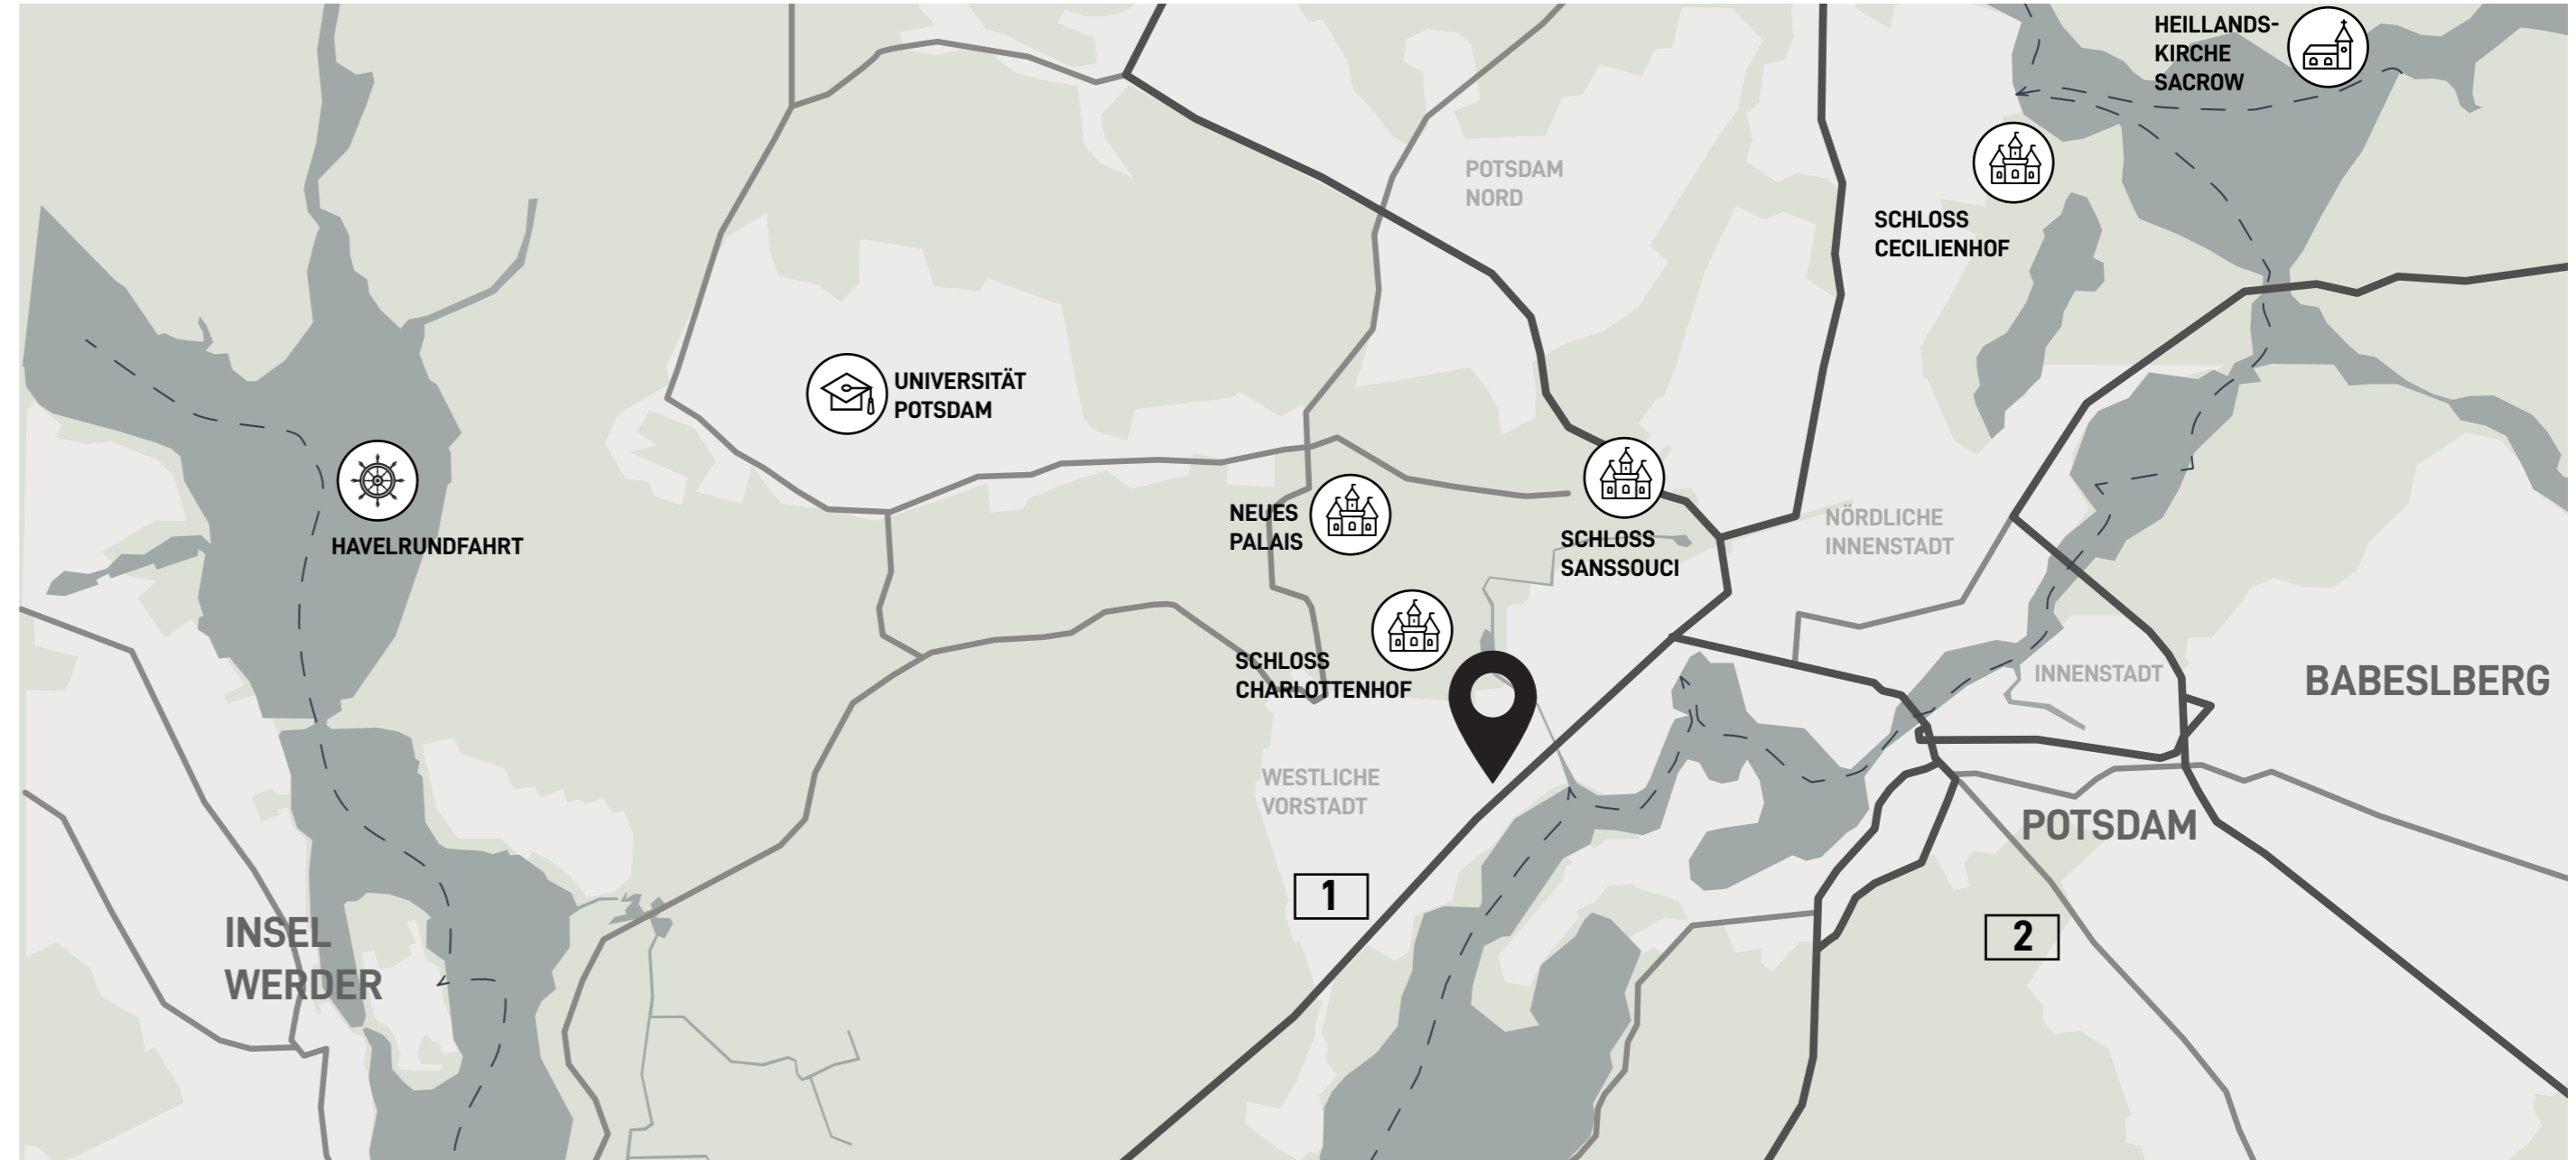 HEILLANDS-
KIRCHE
SACROW
POTSDAM
NORD
SCHLOSS
CECILIENHOF
UNIVERSITÄT
POTSDAM
HAVELRUNDFAHRT
NEUES
PALAIS
SCHLOSS
SANSSOUCI
NÖRDLICHE
INNENSTADT
SCHLOSS
CHARLOTTENHOF
INNENSTADT
BABESLBERG
WESTLICHE
VORSTADT
POTSDAM
1
2
INSEL
WERDER